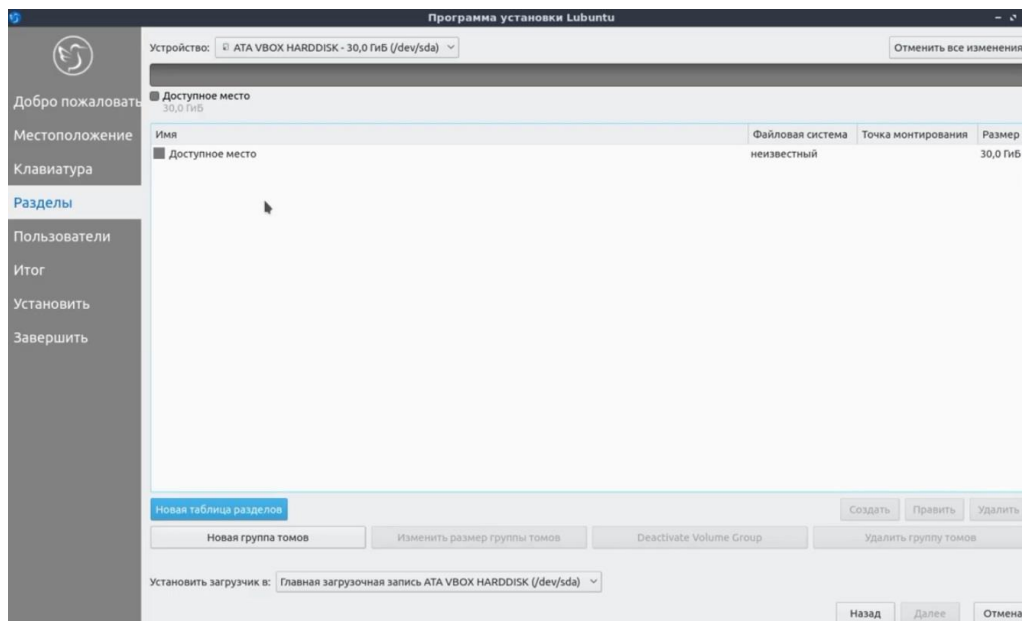 Программа установки Lubuntu
Устройство: ATA VBOX HARDDISK - 30,0 ГиБ (/dev/sda)
Отменить все изменения
Добро пожаловать
Местоположение
Клавиатура
Разделы
Пользователи
Итог
Установить
Завершить
Доступное место
30,0 ГиБ
Имя Файловая система Точка монтирования Размер
Доступное место неизвестный 30,0 ГиБ
Новая таблица разделов Создать Править Удалить
Новая группа томов Изменить размер группы томов Deactivate Volume Group Удалить группу томов
Установить загрузчик в: Главная загрузочная запись ATA VBOX HARDDISK (/dev/sda)
Назад Далее Отмена